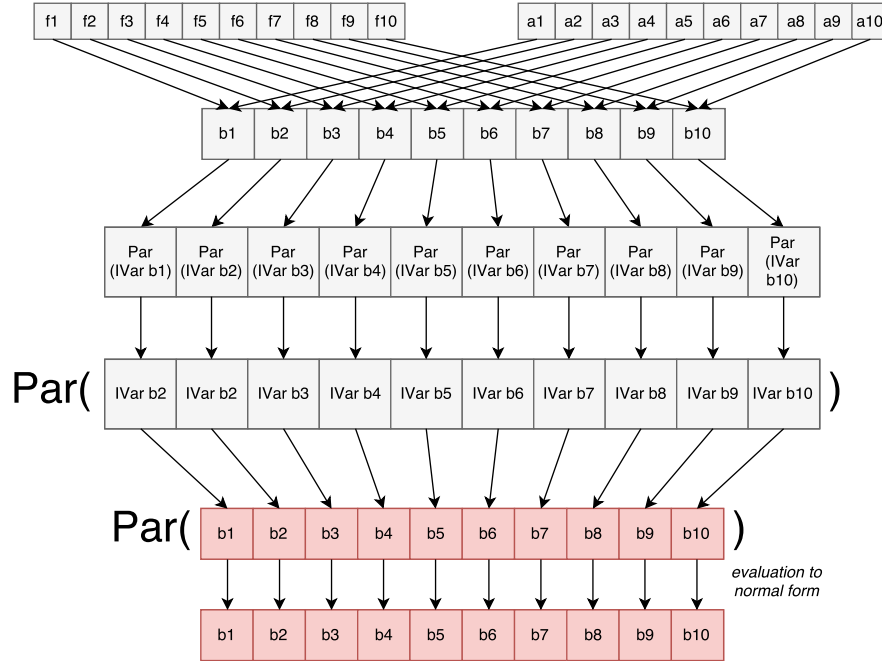 f1 f2 f3 f4 f5 f6 f7 f8 f9 f10 a1 a2 a3 a4 a5 a6 a7 a8 a9 a10
b1 b2 b3 b4 b5 b6 b7 b8 b9 b10
Par (IVar b1) Par (IVar b2) Par (IVar b3) Par (IVar b4) Par (IVar b5) Par (IVar b6) Par (IVar b7) Par (IVar b8) Par (IVar b9) Par (IVar b10)
Par( IVar b2 IVar b2 IVar b3 IVar b4 IVar b5 IVar b6 IVar b7 IVar b8 IVar b9 IVar b10 )
Par( b1 b2 b3 b4 b5 b6 b7 b8 b9 b10 )
evaluation to
normal form
b1 b2 b3 b4 b5 b6 b7 b8 b9 b10